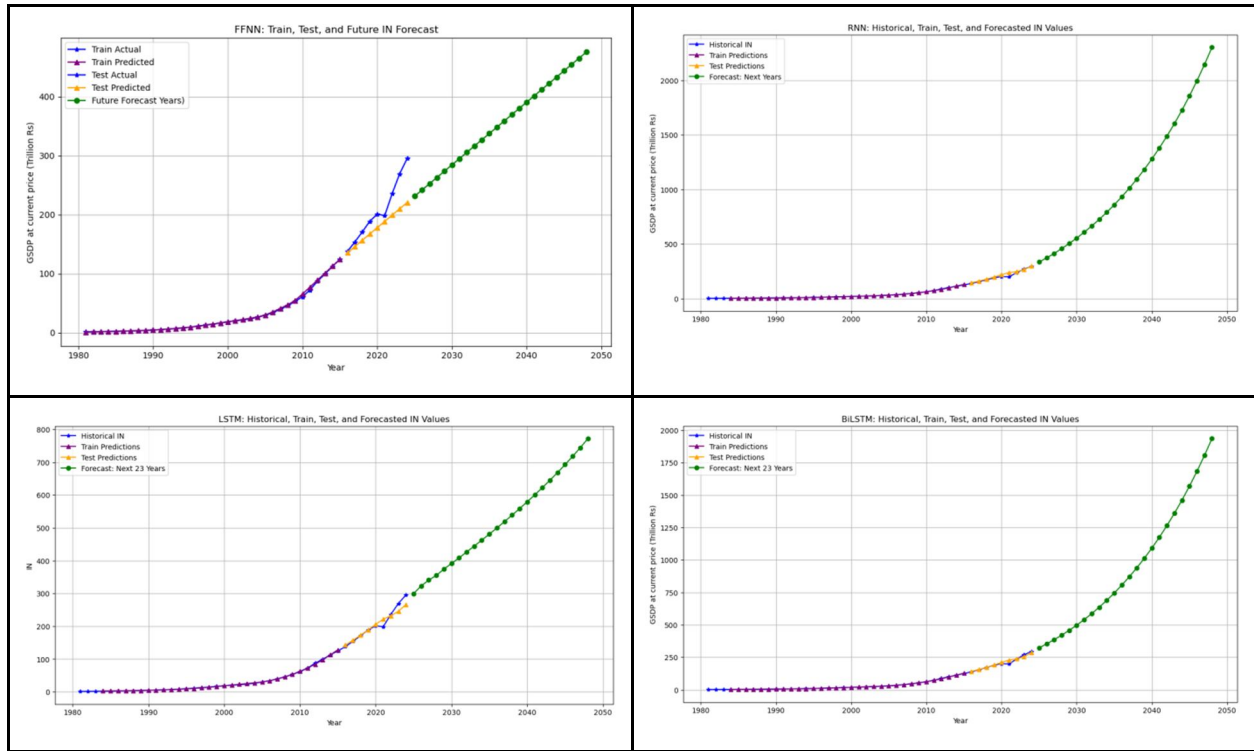 FFNN: Train, Test, and Future IN Forecast
Train Actual
Train Predicted
Test Actual
Test Predicted
Future Forecast Years)
GSDP at current price (Trillion Rs)
400
300
200
100
0
1980 1990 2000 2010 2020 2030 2040 2050
Year
RNN: Historical, Train, Test, and Forecasted IN Values
Historical IN
Train Predictions
Test Predictions
Forecast: Next Years
GSDP at current price (Trillion Rs)
2000
1500
1000
500
0
1980 1990 2000 2010 2020 2030 2040 2050
Year
LSTM: Historical, Train, Test, and Forecasted IN Values
Historical IN
Train Predictions
Test Predictions
Forecast: Next 23 Years
IN
800
700
600
500
400
300
200
100
0
1980 1990 2000 2010 2020 2030 2040 2050
Year
BiLSTM: Historical, Train, Test, and Forecasted IN Values
Historical IN
Train Predictions
Test Predictions
Forecast: Next 23 Years
GSDP at current price (Trillion Rs)
2000
1750
1500
1250
1000
750
500
250
0
1980 1990 2000 2010 2020 2030 2040 2050
Year